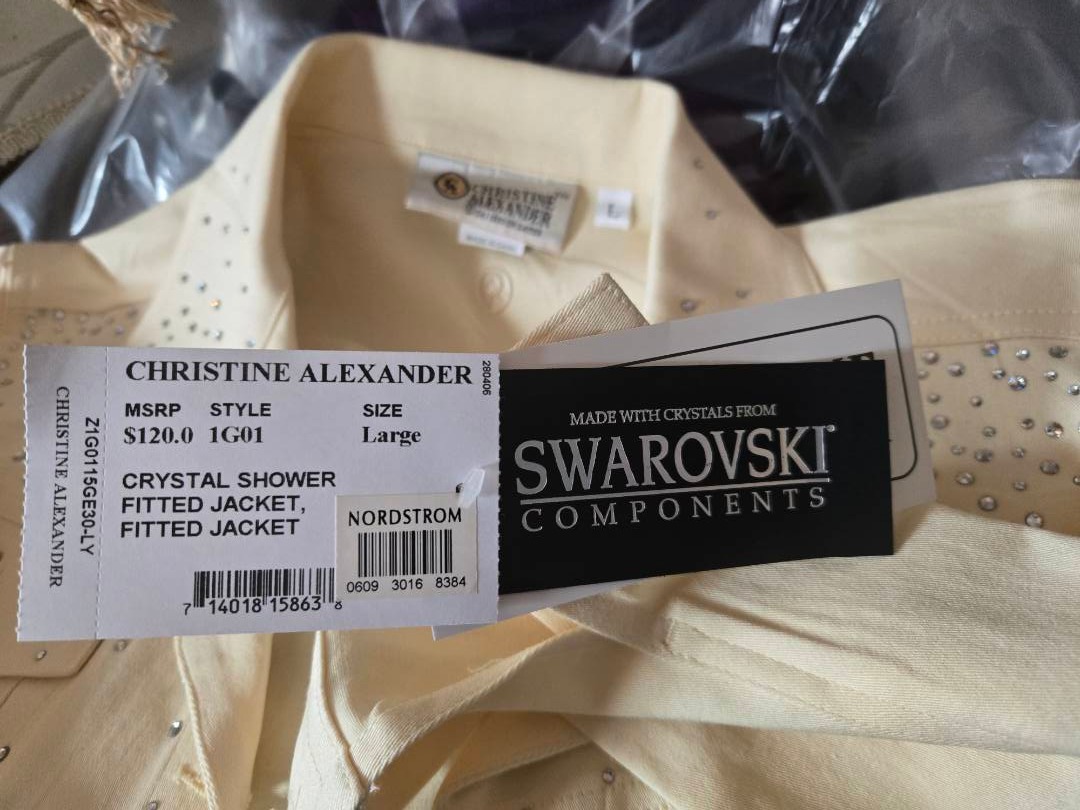 CHRISTINE
ALEXANDER
L
CHRISTINE ALEXANDER
280406
MSRP STYLE SIZE
$120.0 1G01 Large
CRYSTAL SHOWER
FITTED JACKET,
FITTED JACKET
Z1G0115GE30-LY
CHRISTINE ALEXANDER
7 14018 15863 8
NORDSTROM
0609 3016 8384
MADE WITH CRYSTALS FROM
SWAROVSKI
COMPONENTS